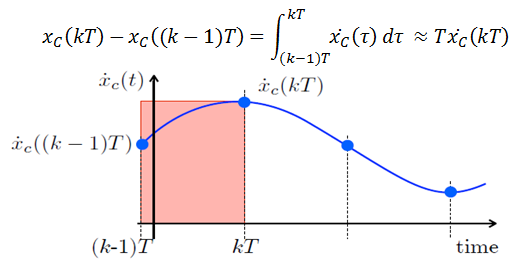 x_C(kT) − x_C((k − 1)T) = ∫_{(k−1)T}^{kT} ẋ_C(τ) dτ ≈ Tẋ_C(kT)
ẋ_c(t)
ẋ_c(kT)
ẋ_c((k − 1)T)
(k-1)T
kT
time